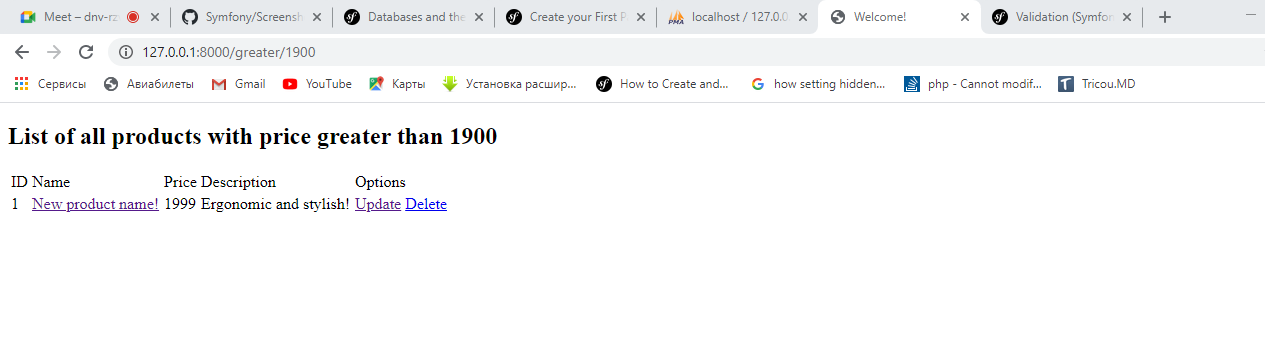 Meet – dnv-rz
Symfony/Screensh
Databases and the
Create your First P
localhost / 127.0.0
Welcome!
Validation (Symfon
127.0.0.1:8000/greater/1900
Сервисы
Авиабилеты
Gmail
YouTube
Карты
Установка расшир...
How to Create and...
how setting hidden...
php - Cannot modif...
Tricou.MD
List of all products with price greater than 1900
ID Name Price Description Options
1 New product name! 1999 Ergonomic and stylish! Update Delete